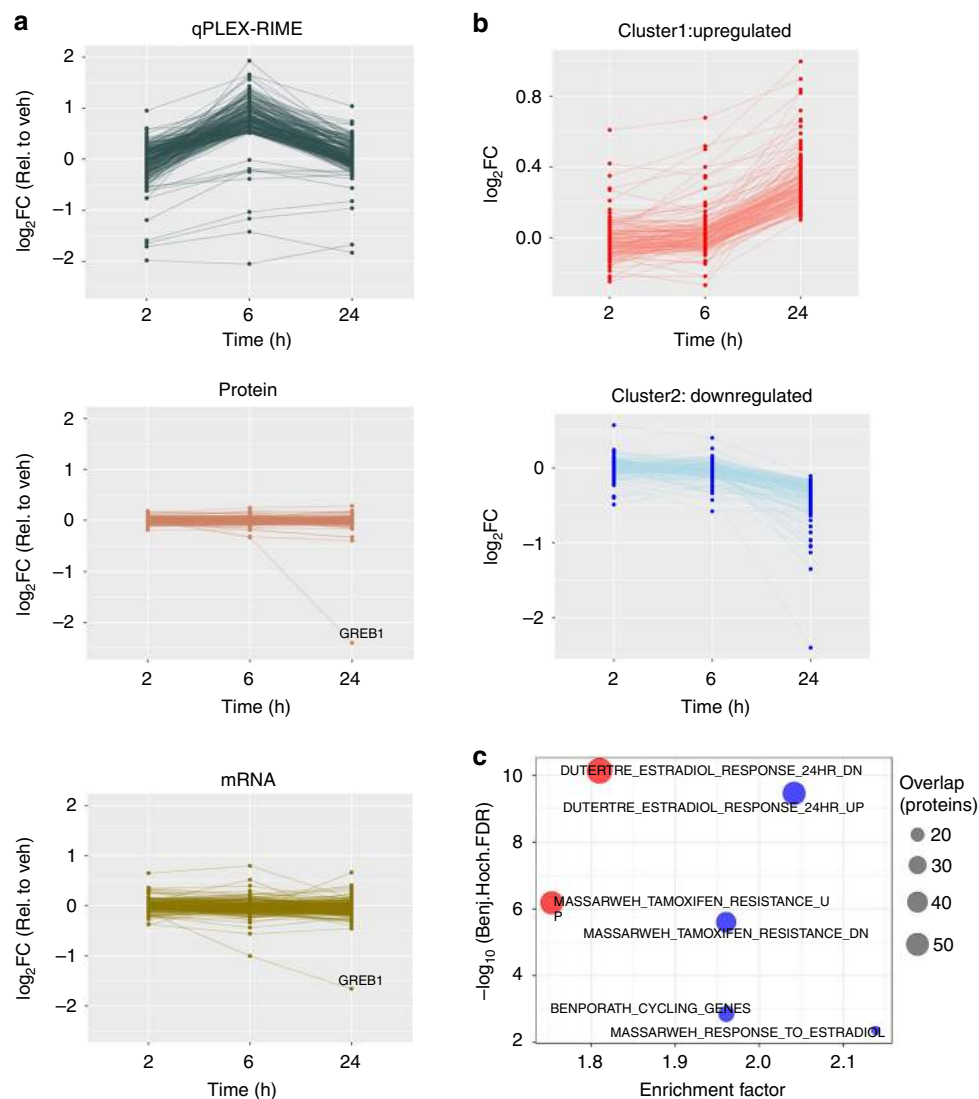 a
qPLEX-RIME
log2FC (Rel. to veh)
2
1
0
–1
–2
2 6 24
Time (h)
Protein
log2FC (Rel. to veh)
2
1
0
–1
–2
GREB1
2 6 24
Time (h)
mRNA
log2FC (Rel. to veh)
2
1
0
–1
–2
GREB1
2 6 24
Time (h)
b
Cluster1:upregulated
log2FC
0.8
0.4
0.0
2 6 24
Time (h)
Cluster2: downregulated
log2FC
0
–1
–2
2 6 24
Time (h)
c
–log10 (Benj.Hoch.FDR)
10
8
6
4
2
DUTERTRE_ESTRADIOL_RESPONSE_24HR_DN
DUTERTRE_ESTRADIOL_RESPONSE_24HR_UP
MASSARWEH_TAMOXIFEN_RESISTANCE_U
P
MASSARWEH_TAMOXIFEN_RESISTANCE_DN
BENPORATH_CYCLING_GENES
MASSARWEH_RESPONSE_TO_ESTRADIOL
1.8 1.9 2.0 2.1
Enrichment factor
Overlap
(proteins)
20
30
40
50